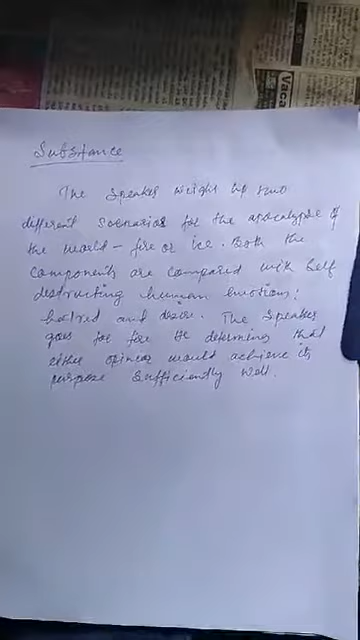 Vaca
Substance
The Speaker weighs up two
different scenarios for the apocalypse of
the world - fire or ice. Both the
components are compared with self
destructing human emotions:
hatred and desire. The Speaker
goes for fire He determines that
either opinion would achieve its
purpose sufficiently well.